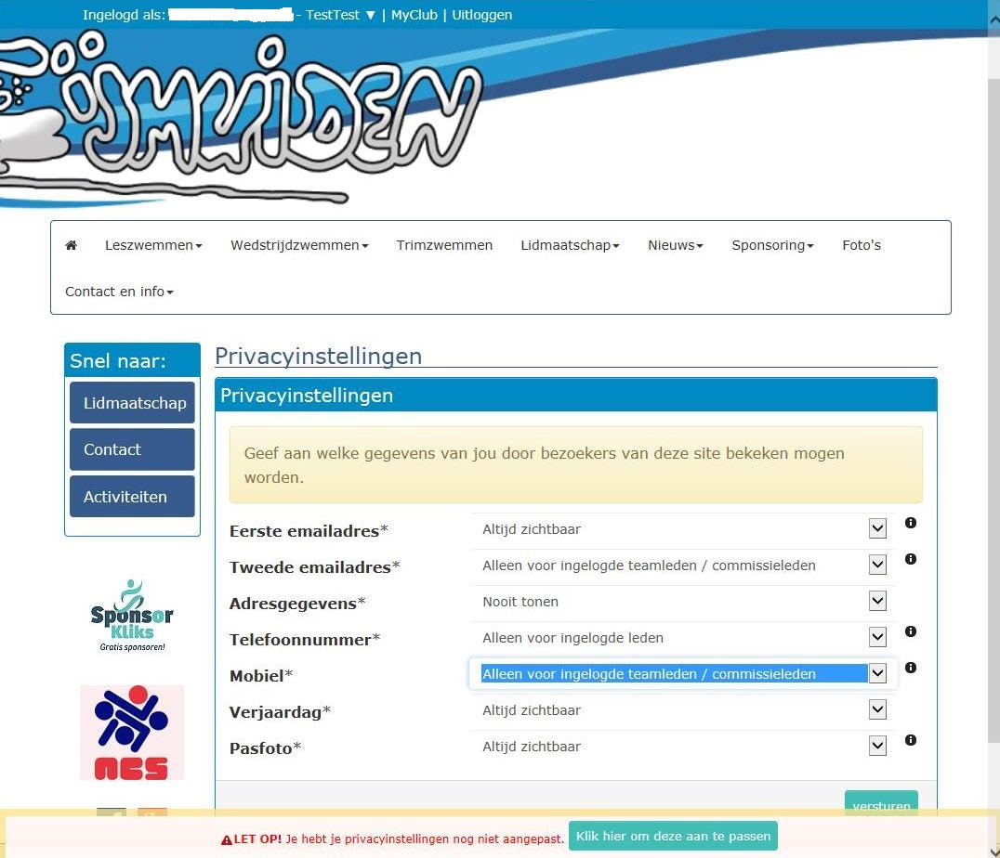 Ingelogd als: - TestTest ▼ | MyClub | Uitloggen
IJMUIDEN
Leszwemmen Wedstrijdzwemmen Trimzwemmen Lidmaatschap Nieuws Sponsoring Foto's
Contact en info
Snel naar:
Lidmaatschap
Contact
Activiteiten
Sponsor
Kliks
Gratis sponsoren!
NCS
Privacyinstellingen
Privacyinstellingen
Geef aan welke gegevens van jou door bezoekers van deze site bekeken mogen
worden.
Eerste emailadres* Altijd zichtbaar
Tweede emailadres* Alleen voor ingelogde teamleden / commissieleden
Adresgegevens* Nooit tonen
Telefoonnummer* Alleen voor ingelogde leden
Mobiel* Alleen voor ingelogde teamleden / commissieleden
Verjaardag* Altijd zichtbaar
Pasfoto* Altijd zichtbaar
versturen
LET OP! Je hebt je privacyinstellingen nog niet aangepast. Klik hier om deze aan te passen